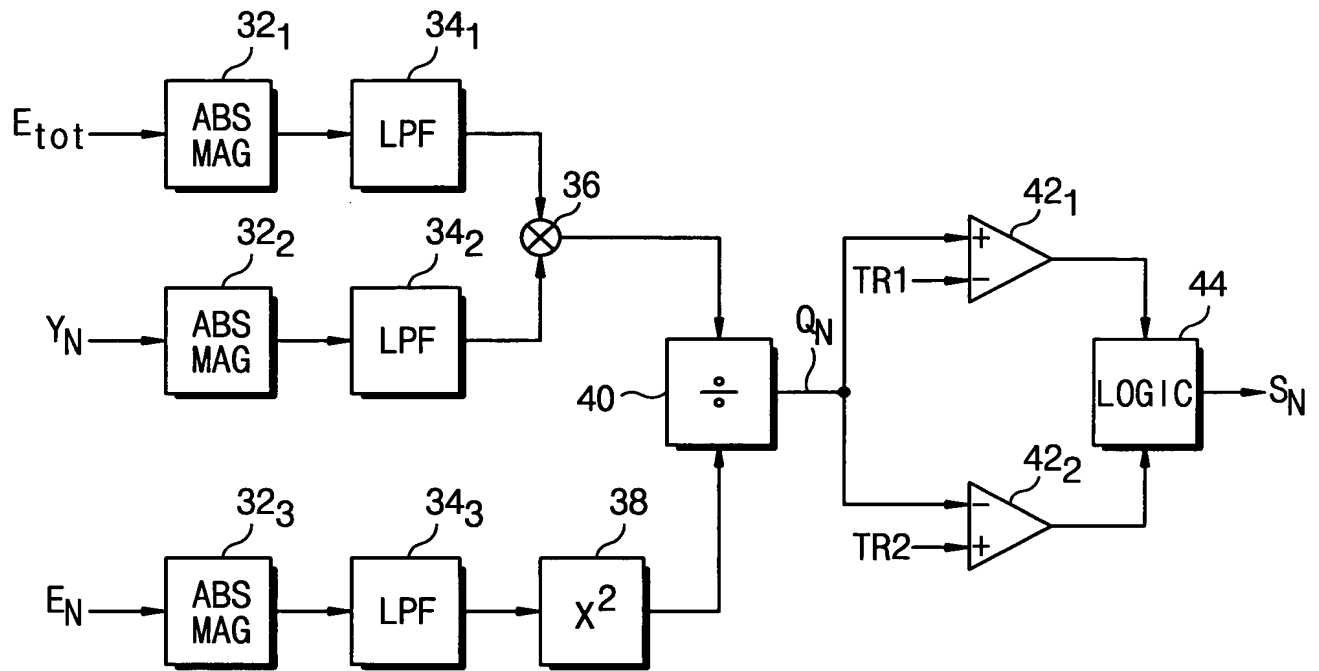 32₁
34₁
E_tot
ABS
MAG
LPF
36
32₂
34₂
Y_N
ABS
MAG
LPF
42₁
+
TR1
−
44
Q_N
40
÷
LOGIC
S_N
42₂
−
TR2
+
32₃
34₃
38
E_N
ABS
MAG
LPF
X²